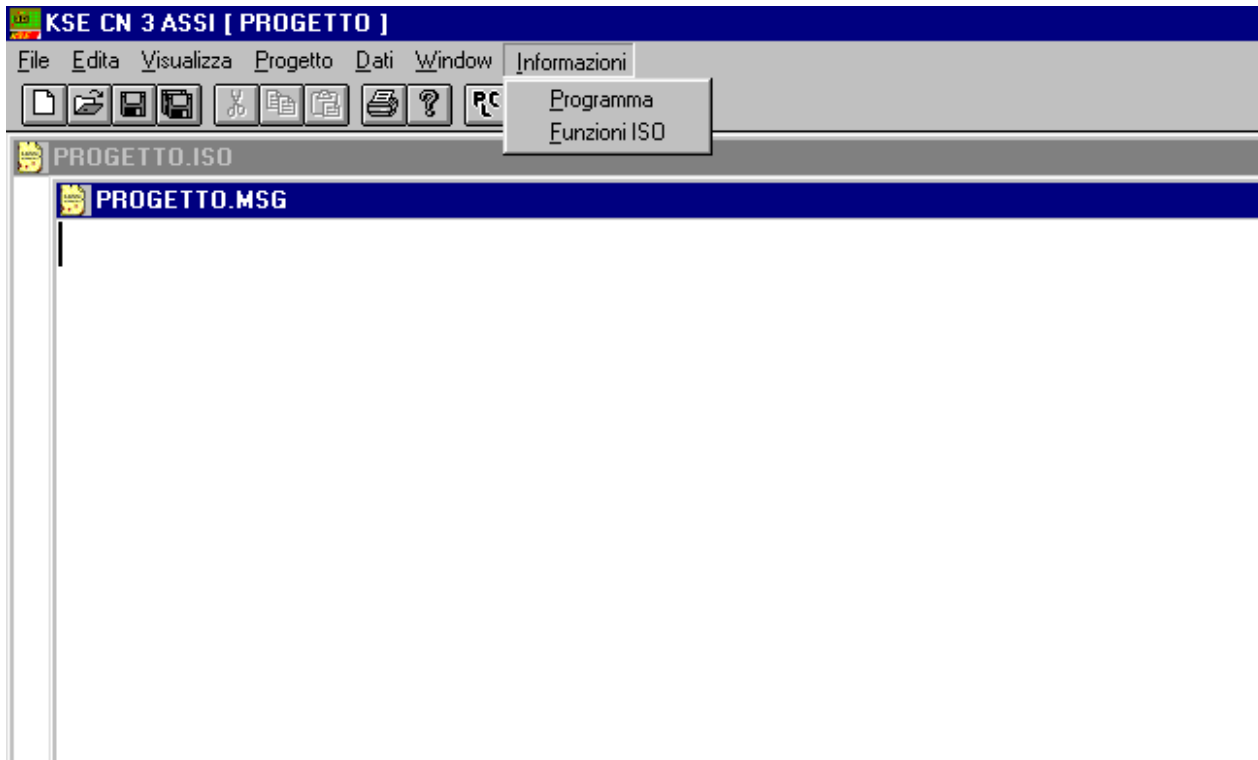 KSE CN 3 ASSI [ PROGETTO ]
File Edita Visualizza Progetto Dati Window Informazioni
PLC
Programma
Funzioni ISO
PROGETTO.ISO
PROGETTO.MSG